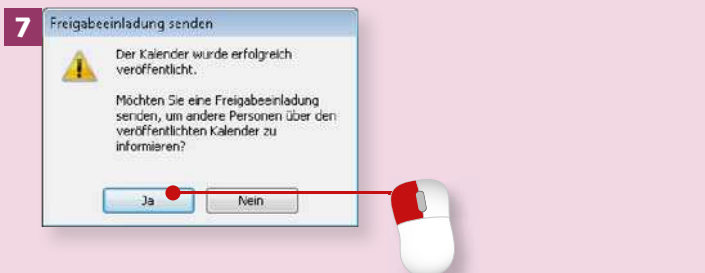 7
Freigabeeinladung senden
Der Kalender wurde erfolgreich
veröffentlicht.
Möchten Sie eine Freigabeeinladung
senden, um andere Personen über den
veröffentlichten Kalender zu
informieren?
Ja
Nein